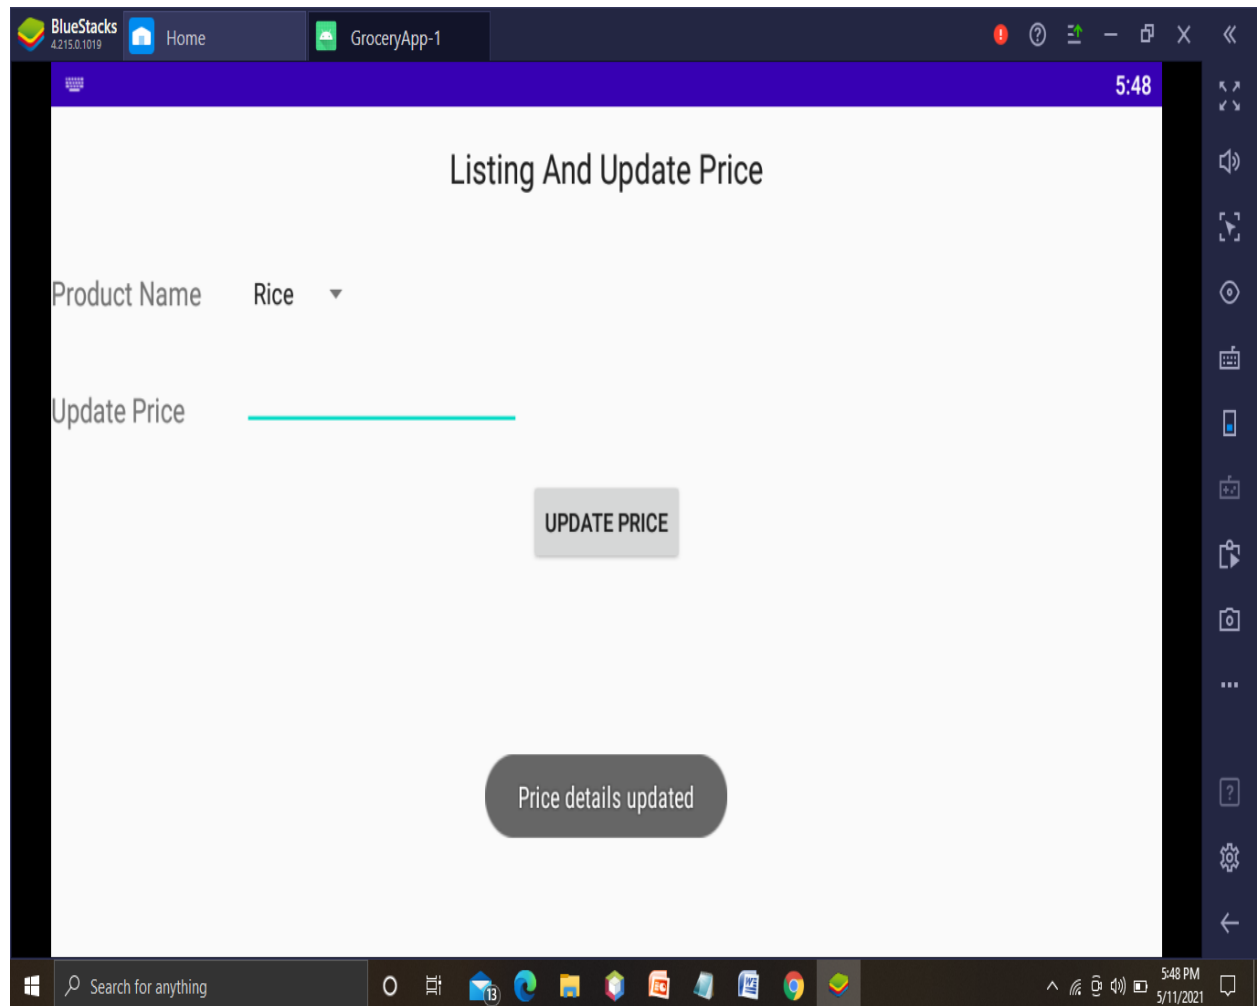 BlueStacks
4.215.0.1019
Home
GroceryApp-1
5:48
Listing And Update Price
Product Name Rice
Update Price
UPDATE PRICE
Price details updated
Search for anything
13
5:48 PM
5/11/2021